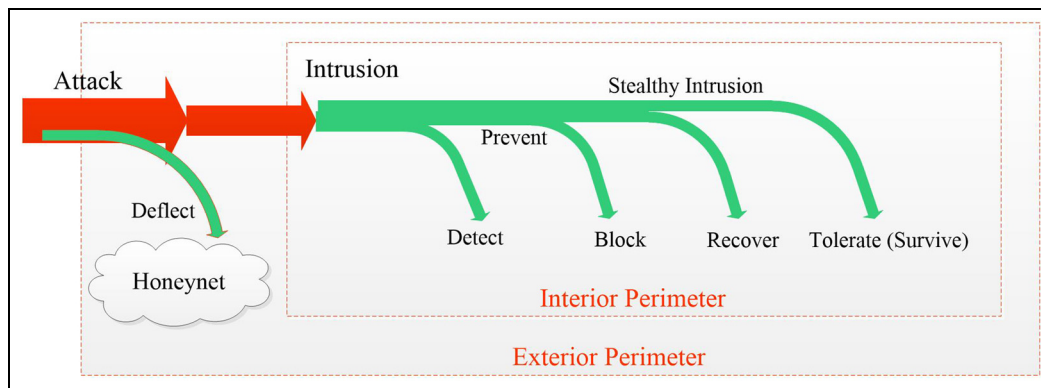 Attack
Intrusion
Stealthy Intrusion
Prevent
Deflect
Detect
Block
Recover
Tolerate (Survive)
Honeynet
Interior Perimeter
Exterior Perimeter